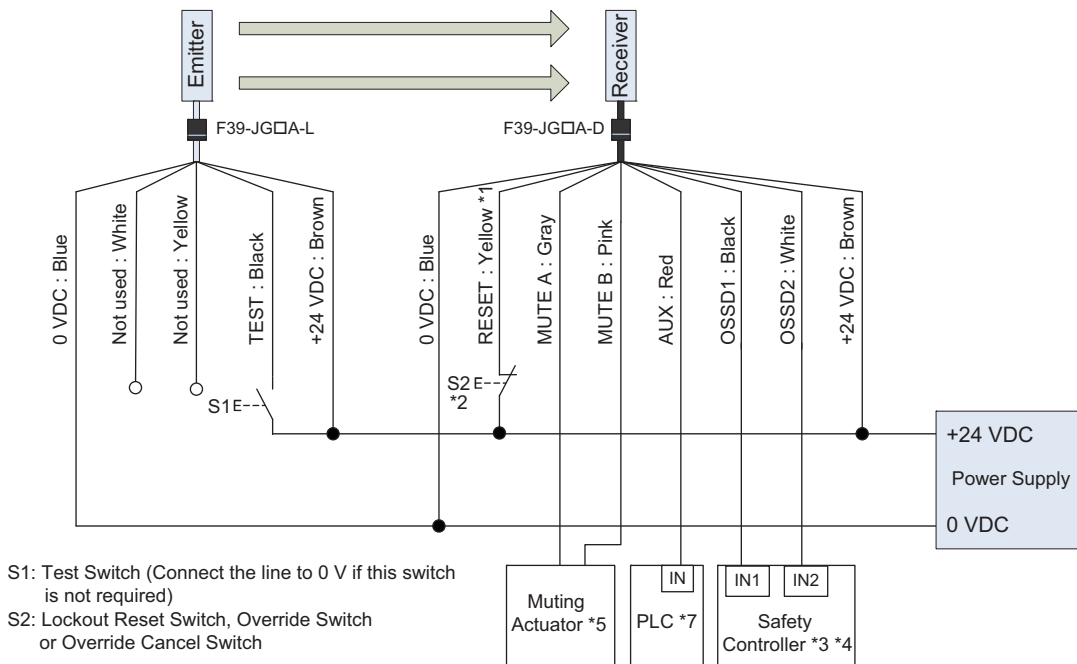 Emitter
Receiver
F39-JG□A-L
F39-JG□A-D
0 VDC : Blue
Not used : White
Not used : Yellow
TEST : Black
+24 VDC : Brown
0 VDC : Blue
RESET : Yellow *1
MUTE A : Gray
MUTE B : Pink
AUX : Red
OSSD1 : Black
OSSD2 : White
+24 VDC : Brown
S1
S2
*2
+24 VDC
Power Supply
0 VDC
S1: Test Switch (Connect the line to 0 V if this switch
is not required)
S2: Lockout Reset Switch, Override Switch
or Override Cancel Switch
Muting
Actuator *5
IN
PLC *7
IN1
IN2
Safety
Controller *3 *4